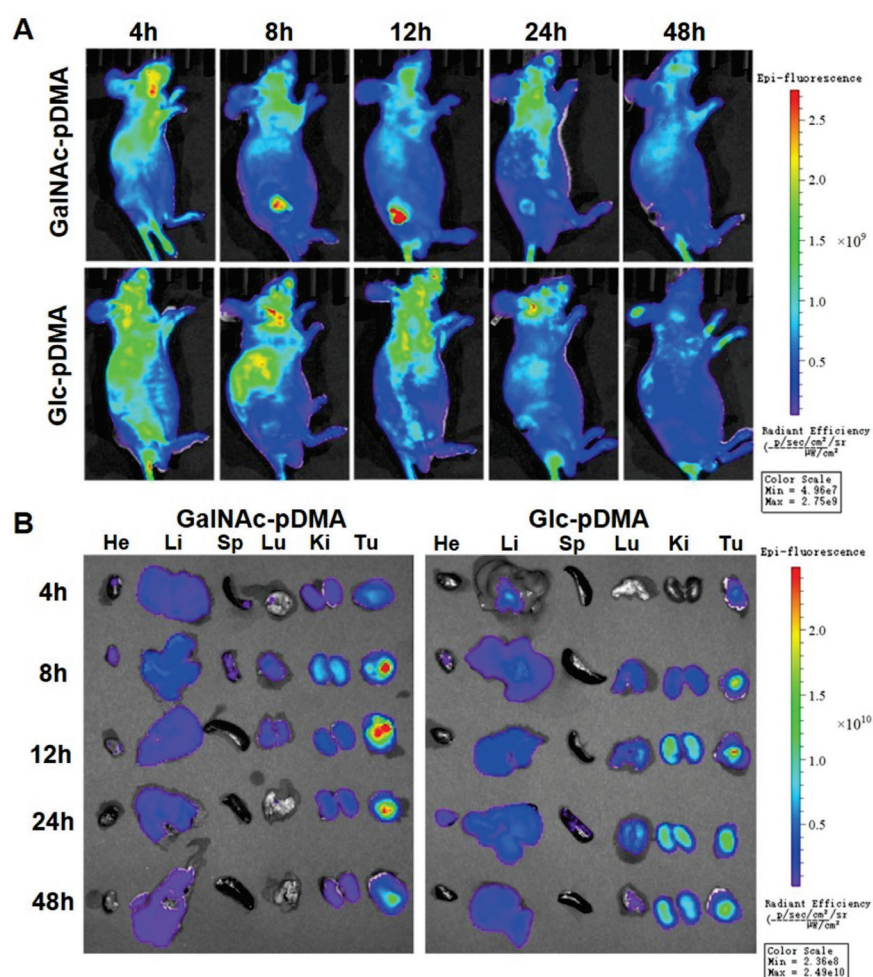 A
4h 8h 12h 24h 48h
GalNAc-pDMA
Glc-pDMA
Epi-fluorescence
2.5
2.0
1.5
×10⁹
1.0
0.5
Radiant Efficiency
(p/sec/cm²/sr
µW/cm²
Color Scale
Min = 4.96e7
Max = 2.75e9
B
GalNAc-pDMA
He Li Sp Lu Ki Tu
Glc-pDMA
He Li Sp Lu Ki Tu
4h
8h
12h
24h
48h
Epi-fluorescence
2.0
1.5
×10¹⁰
1.0
0.5
Radiant Efficiency
(p/sec/cm²/sr
µW/cm²
Color Scale
Min = 2.36e8
Max = 2.49e10